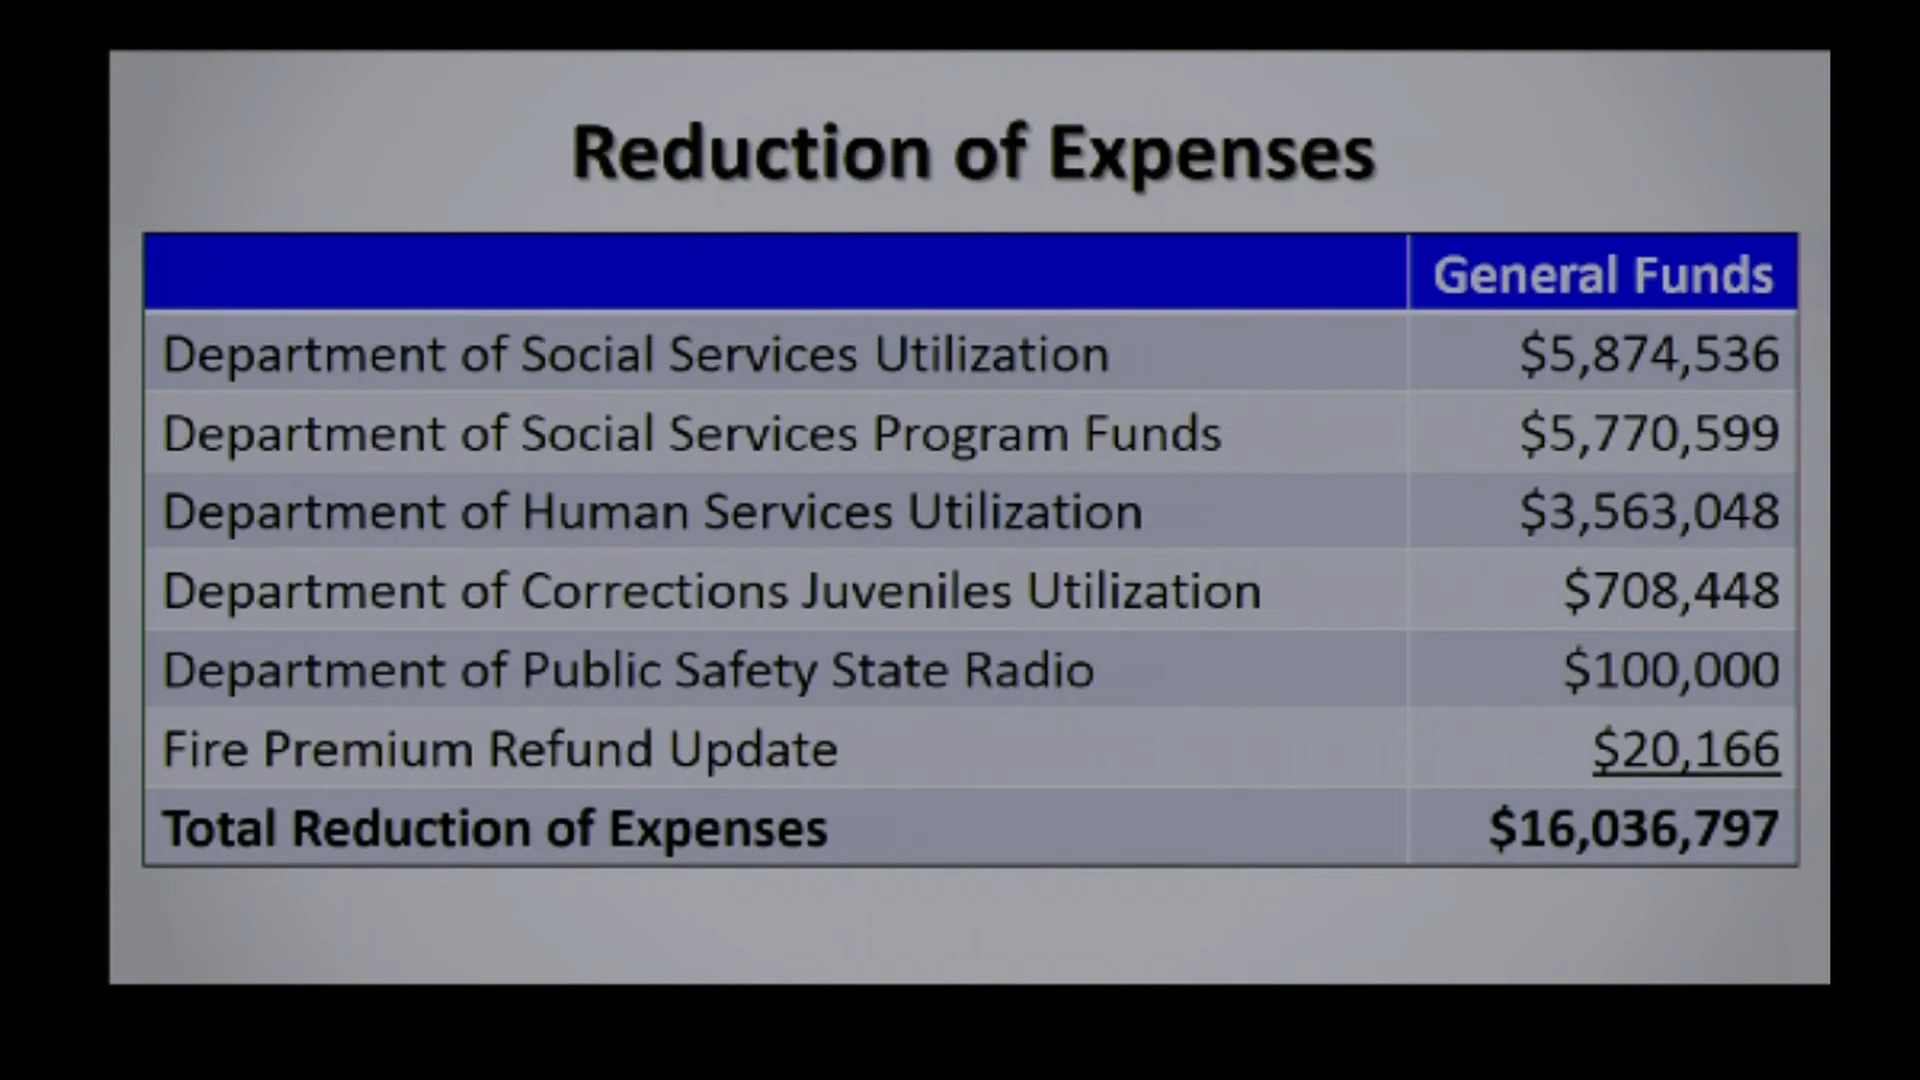 Reduction of Expenses
General Funds
Department of Social Services Utilization $5,874,536
Department of Social Services Program Funds $5,770,599
Department of Human Services Utilization $3,563,048
Department of Corrections Juveniles Utilization $708,448
Department of Public Safety State Radio $100,000
Fire Premium Refund Update $20,166
Total Reduction of Expenses $16,036,797